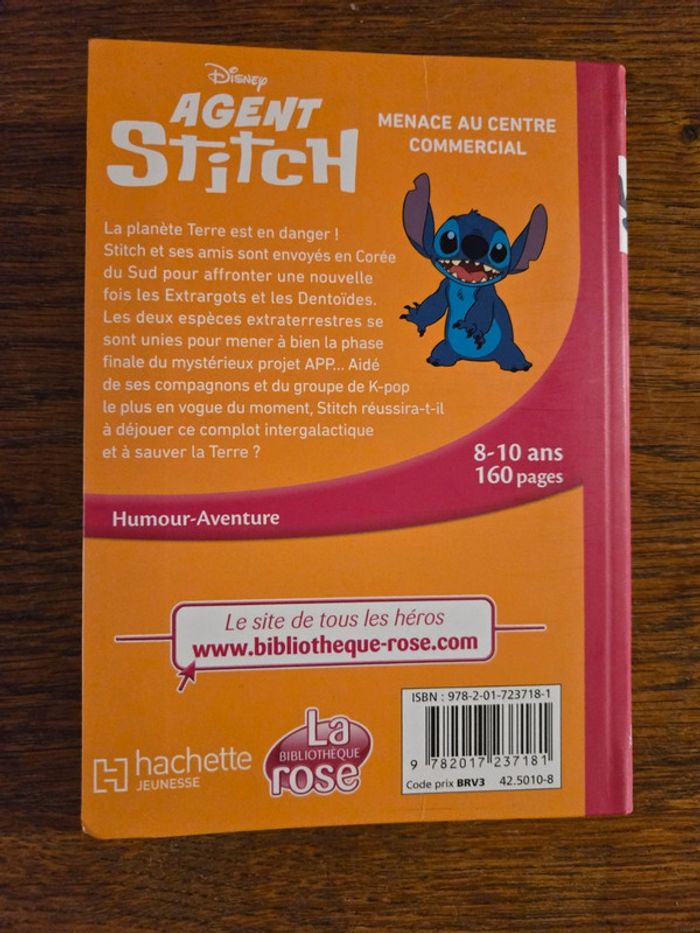 Disney
AGENT
Stitch
MENACE AU CENTRE
COMMERCIAL
La planète Terre est en danger !
Stitch et ses amis sont envoyés en Corée
du Sud pour affronter une nouvelle
fois les Extrargots et les Dentoïdes.
Les deux espèces extraterrestres se
sont unies pour mener à bien la phase
finale du mystérieux projet APP... Aidé
de ses compagnons et du groupe de K-pop
le plus en vogue du moment, Stitch réussira-t-il
à déjouer ce complot intergalactique
et à sauver la Terre ?
8-10 ans
160 pages
Humour-Aventure
Le site de tous les héros
www.bibliotheque-rose.com
hachette
JEUNESSE
La
BIBLIOTHÈQUE
rose
ISBN : 978-2-01-723718-1
9 782017 237181
Code prix BRV3 42.5010-8